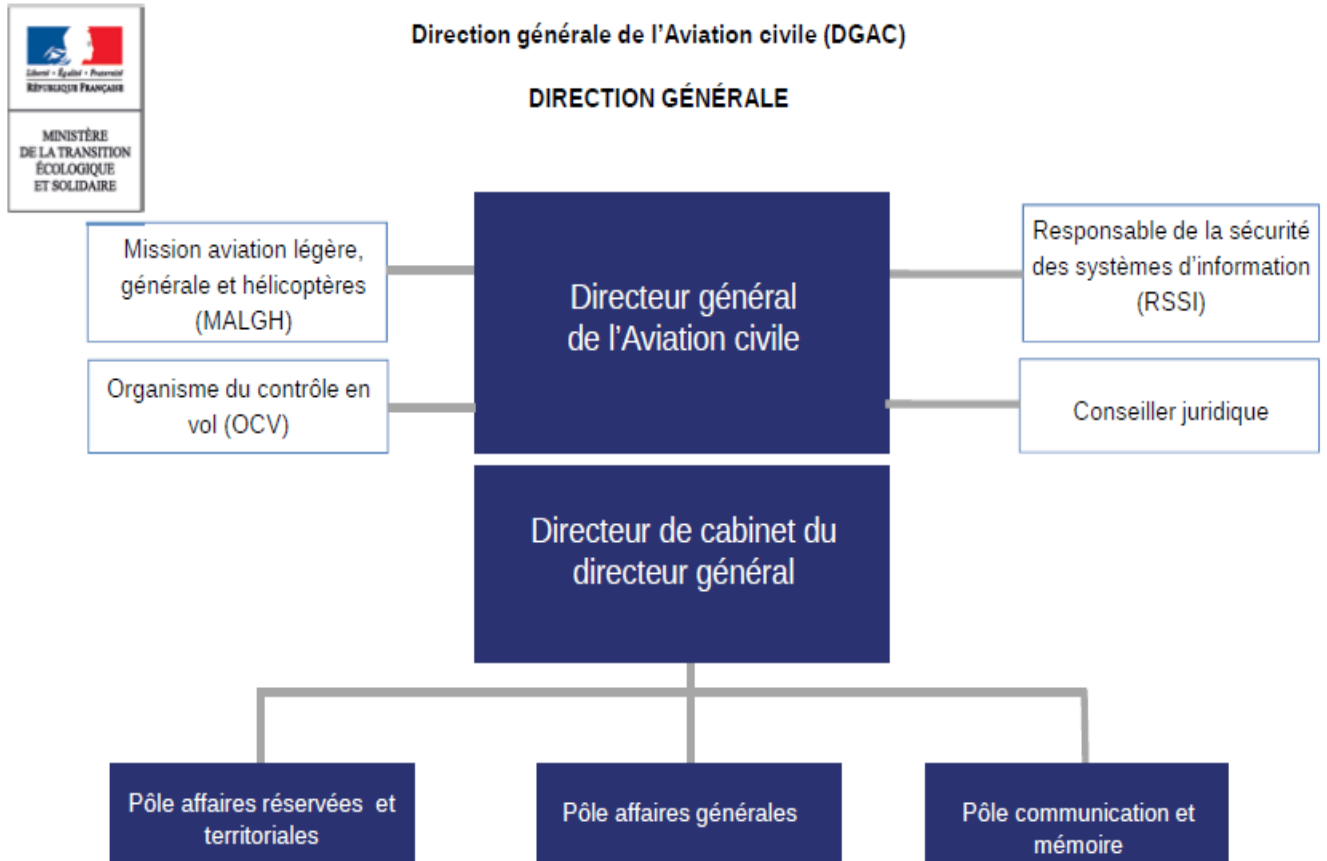 Liberté • Égalité • Fraternité
RÉPUBLIQUE FRANÇAISE
MINISTÈRE
DE LA TRANSITION
ÉCOLOGIQUE
ET SOLIDAIRE
Direction générale de l’Aviation civile (DGAC)
DIRECTION GÉNÉRALE
Mission aviation légère,
générale et hélicoptères
(MALGH)
Organisme du contrôle en
vol (OCV)
Directeur général
de l’Aviation civile
Responsable de la sécurité
des systèmes d’information
(RSSI)
Conseiller juridique
Directeur de cabinet du
directeur général
Pôle affaires réservées et
territoriales
Pôle affaires générales
Pôle communication et
mémoire